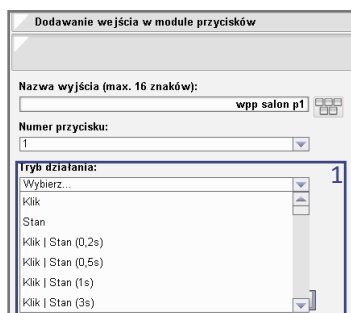 Dodawanie wejścia w module przycisków
Nazwa wyjścia (max. 16 znaków):
wpp salon p1
Numer przycisku:
1
Tryb działania:
1
Wybierz...
Klik
Stan
Klik | Stan (0,2s)
Klik | Stan (0,5s)
Klik | Stan (1s)
Klik | Stan (3s)